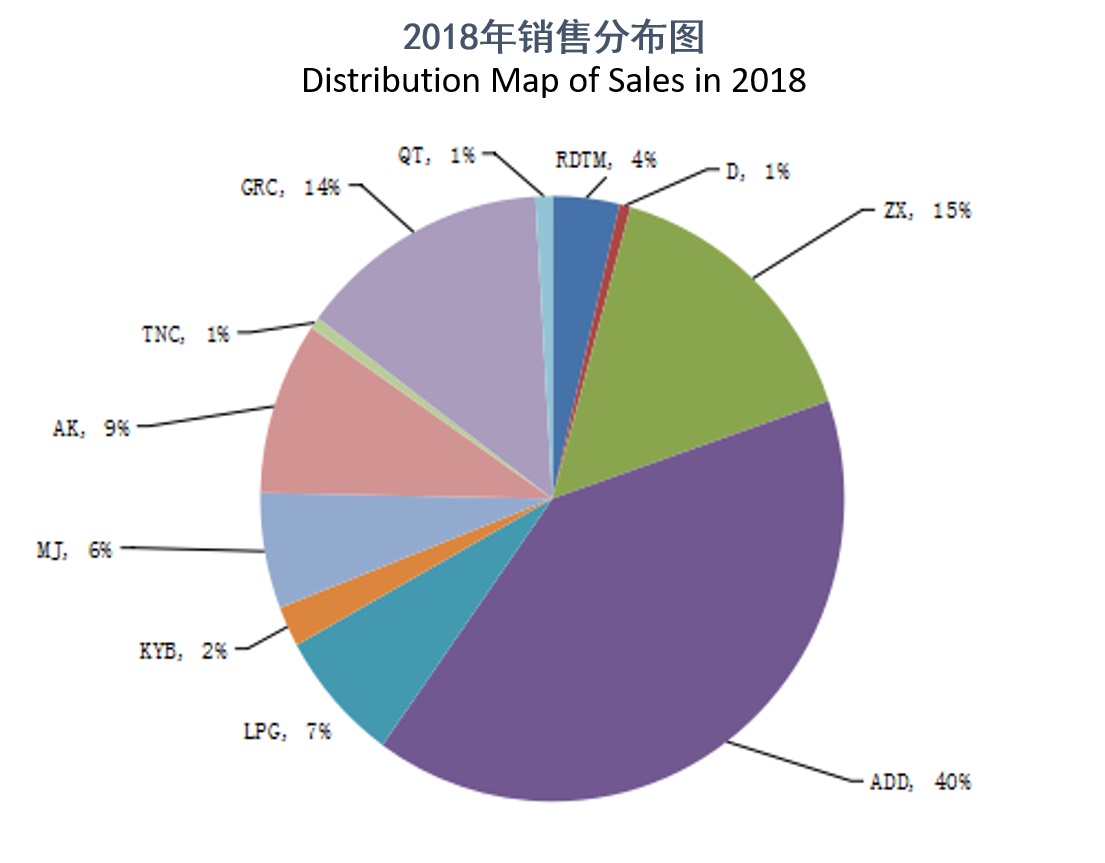 2018年销售分布图
Distribution Map of Sales in 2018
QT, 1%
RDTM, 4%
D, 1%
GRC, 14%
ZX, 15%
TNC, 1%
AK, 9%
MJ, 6%
KYB, 2%
LPG, 7%
ADD, 40%